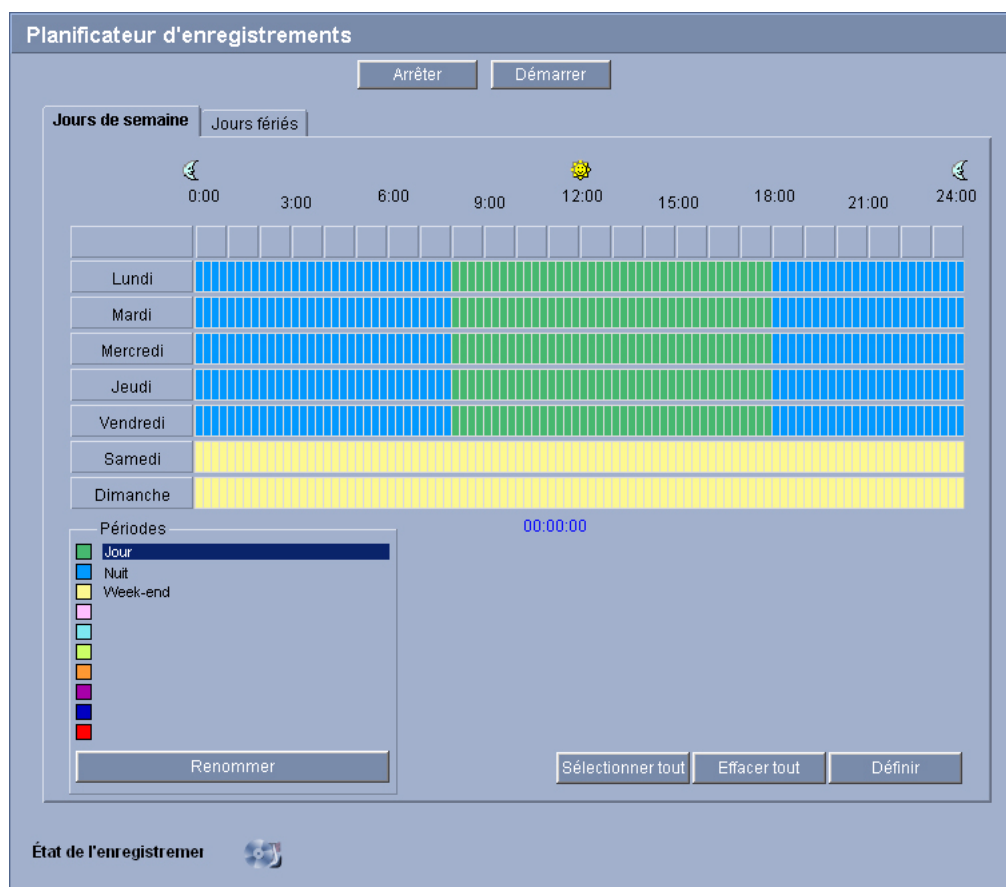 Planificateur d'enregistrements
Arrêter Démarrer
Jours de semaine Jours fériés
0:00 3:00 6:00 9:00 12:00 15:00 18:00 21:00 24:00
Lundi
Mardi
Mercredi
Jeudi
Vendredi
Samedi
Dimanche
Périodes 00:00:00
Jour
Nuit
Week-end
Renommer Sélectionner tout Effacer tout Définir
État de l'enregistremer